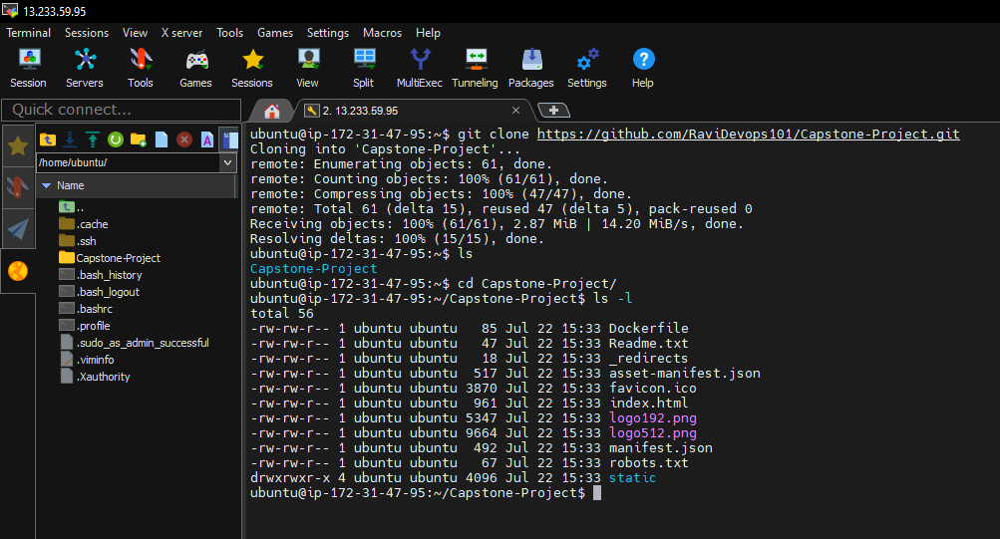 13.233.59.95
Terminal Sessions View X server Tools Games Settings Macros Help
Session Servers Tools Games Sessions View Split MultiExec Tunneling Packages Settings Help
Quick connect...
2. 13.233.59.95
/home/ubuntu/
Name
..
.cache
.ssh
Capstone-Project
.bash_history
.bash_logout
.bashrc
.profile
.sudo_as_admin_successful
.viminfo
.Xauthority
ubuntu@ip-172-31-47-95:~$ git clone https://github.com/RaviDevops101/Capstone-Project.git
Cloning into 'Capstone-Project'...
remote: Enumerating objects: 61, done.
remote: Counting objects: 100% (61/61), done.
remote: Compressing objects: 100% (47/47), done.
remote: Total 61 (delta 15), reused 47 (delta 5), pack-reused 0
Receiving objects: 100% (61/61), 2.87 MiB | 14.20 MiB/s, done.
Resolving deltas: 100% (15/15), done.
ubuntu@ip-172-31-47-95:~$ ls
Capstone-Project
ubuntu@ip-172-31-47-95:~$ cd Capstone-Project/
ubuntu@ip-172-31-47-95:~/Capstone-Project$ ls -l
total 56
-rw-rw-r-- 1 ubuntu ubuntu   85 Jul 22 15:33 Dockerfile
-rw-rw-r-- 1 ubuntu ubuntu   47 Jul 22 15:33 Readme.txt
-rw-rw-r-- 1 ubuntu ubuntu   18 Jul 22 15:33 _redirects
-rw-rw-r-- 1 ubuntu ubuntu  517 Jul 22 15:33 asset-manifest.json
-rw-rw-r-- 1 ubuntu ubuntu 3870 Jul 22 15:33 favicon.ico
-rw-rw-r-- 1 ubuntu ubuntu  961 Jul 22 15:33 index.html
-rw-rw-r-- 1 ubuntu ubuntu 5347 Jul 22 15:33 logo192.png
-rw-rw-r-- 1 ubuntu ubuntu 9664 Jul 22 15:33 logo512.png
-rw-rw-r-- 1 ubuntu ubuntu  492 Jul 22 15:33 manifest.json
-rw-rw-r-- 1 ubuntu ubuntu   67 Jul 22 15:33 robots.txt
drwxrwxr-x 4 ubuntu ubuntu 4096 Jul 22 15:33 static
ubuntu@ip-172-31-47-95:~/Capstone-Project$